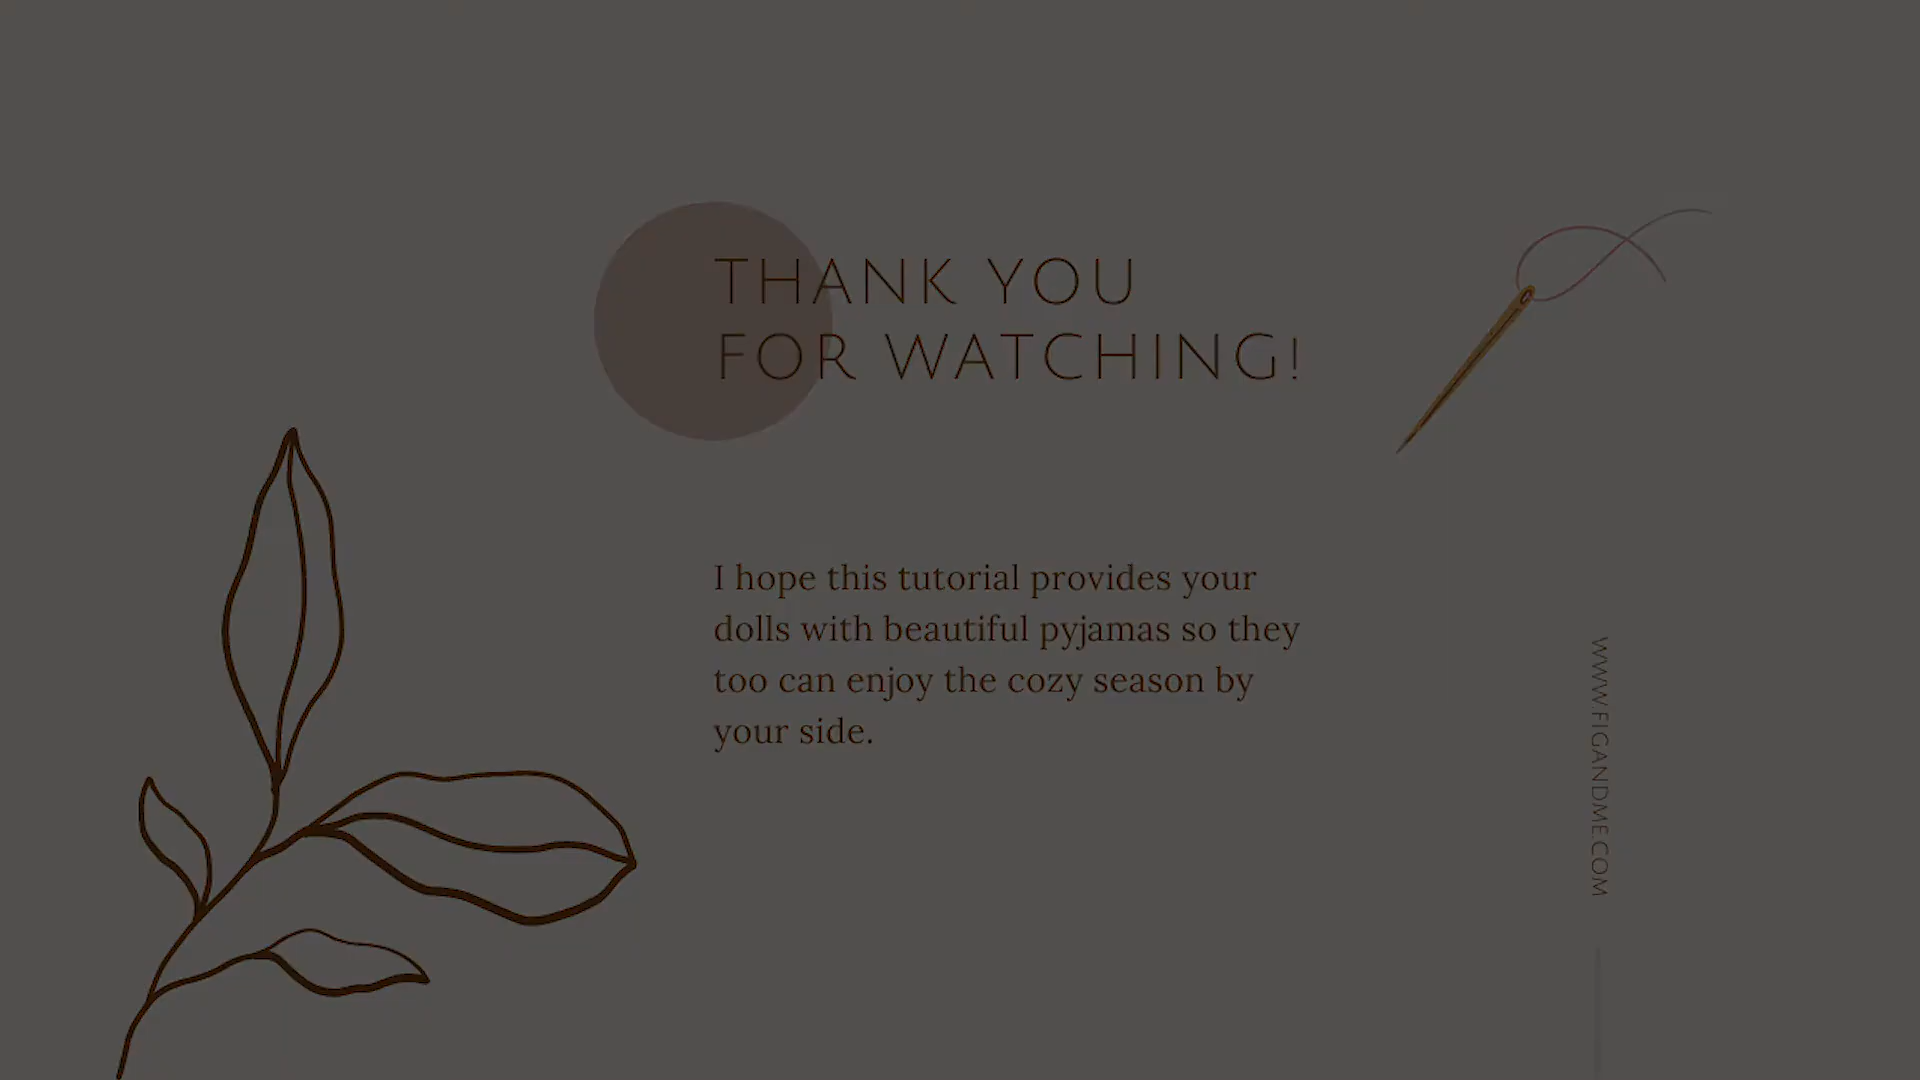 THANK YOU
FOR WATCHING!
I hope this tutorial provides your
dolls with beautiful pyjamas so they
too can enjoy the cozy season by
your side.
WWW.FIGANDME.COM